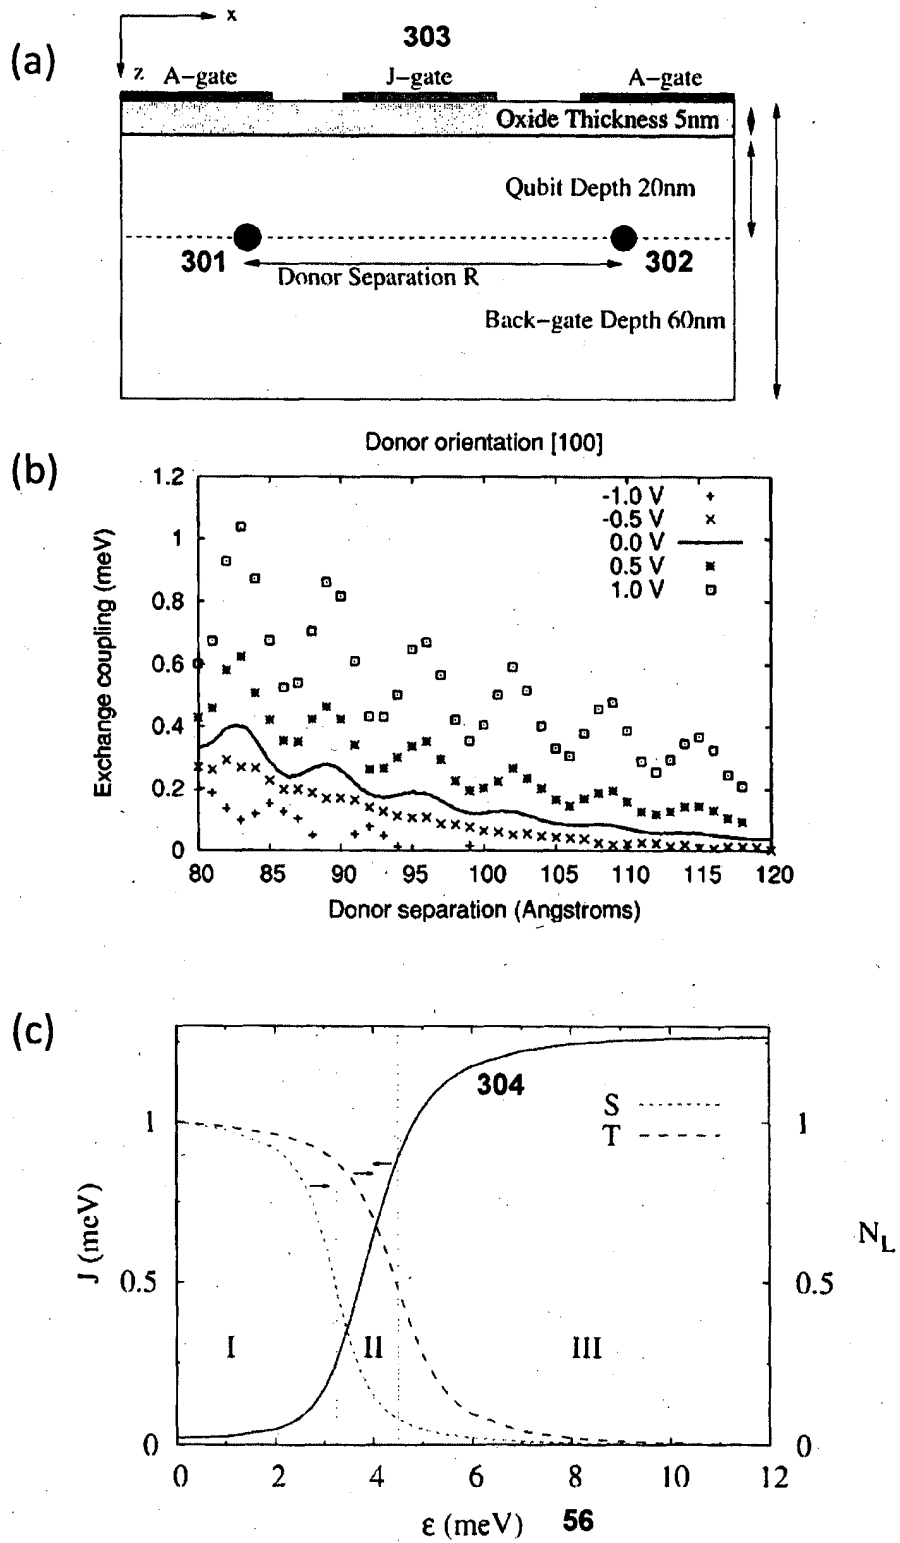 (a)
x
303
z
A-gate
J-gate
A-gate
Oxide Thickness 5nm
Qubit Depth 20nm
301
302
Donor Separation R
Back-gate Depth 60nm
(b)
Donor orientation [100]
Exchange coupling (meV)
1.2
1
0.8
0.6
0.4
0.2
0
-1.0 V
-0.5 V
0.0 V
0.5 V
1.0 V
80 85 90 95 100 105 110 115 120
Donor separation (Angstroms)
(c)
304
S
T
1
0.5
0
J (meV)
1
0.5
0
N_L
I II III
0 2 4 6 8 10 12
ε (meV) 56